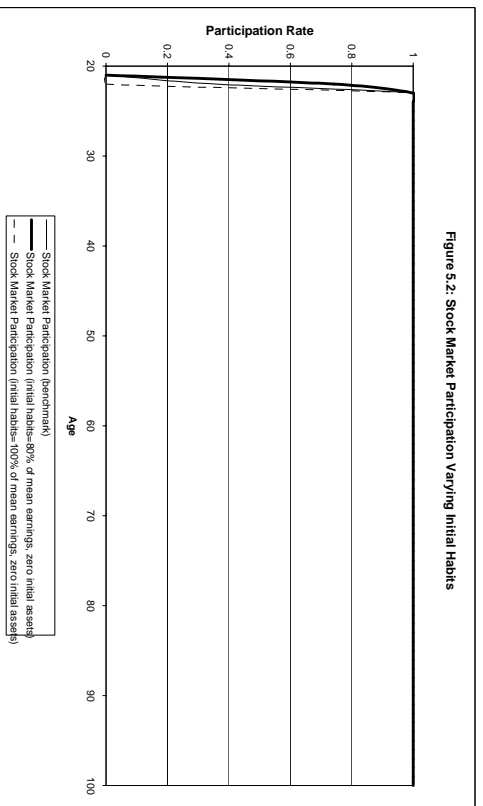 Figure 5.2: Stock Market Participation Varying Initial Habits
Participation Rate
1
0.8
0.6
0.4
0.2
0
20
30
40
50
60
70
80
90
100
Age
Stock Market Participation (benchmark)
Stock Market Participation (initial habits=80% of mean earnings, zero initial assets)
Stock Market Participation (initial habits=100% of mean earnings, zero initial assets)